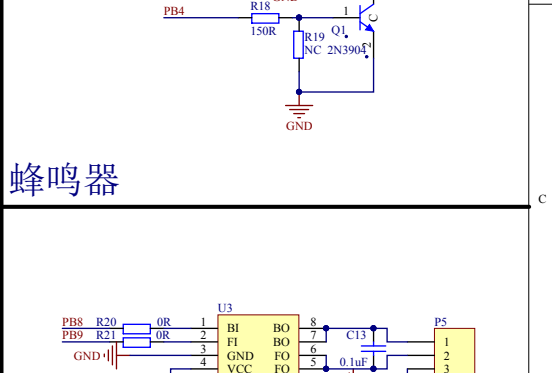 PB4
R18
150R
1
C
Q1
2
R19
NC
2N3904
GND
蜂鸣器
C
U3
P5
PB8
R20
0R
1
BI
BO
8
PB9
R21
0R
2
FI
BO
7
C13
1
GND
3
GND
FO
6
2
4
VCC
FO
5
0.1uF
3